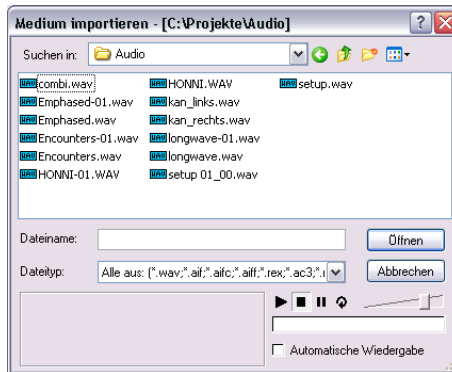 Medium importieren - [C:\Projekte\Audio]
Suchen in: Audio
combi.wav
Emphased-01.wav
Emphased.wav
Encounters-01.wav
Encounters.wav
HONNI-01.WAV
HONNI.WAV
kan_links.wav
kan_rechts.wav
longwave-01.wav
longwave.wav
setup 01_00.wav
setup.wav
Dateiname:
Öffnen
Dateityp: Alle aus: (*.wav;*.aif;*.aifc;*.aiff;*.rex;*.ac3;*.
Abbrechen
Automatische Wiedergabe